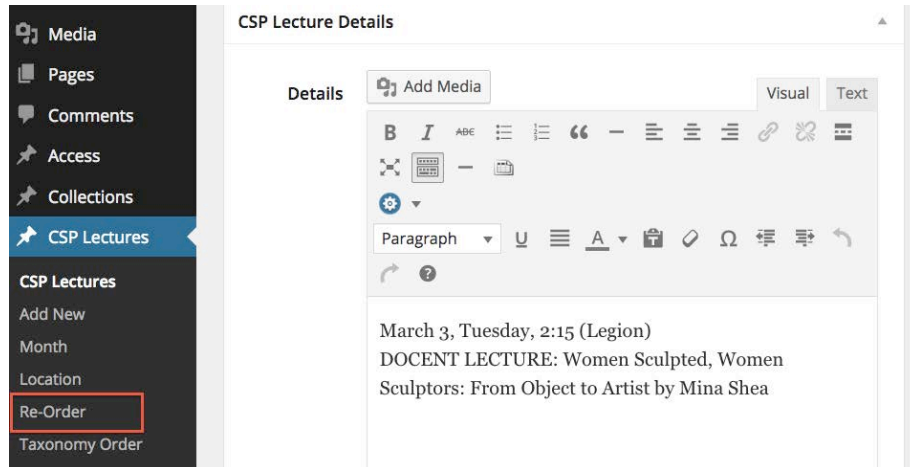 Media
Pages
Comments
Access
Collections
CSP Lectures
CSP Lectures
Add New
Month
Location
Re-Order
Taxonomy Order
CSP Lecture Details
Details
Add Media
Visual Text
B I ABE
Paragraph U A T Ω ?
March 3, Tuesday, 2:15 (Legion)
DOCENT LECTURE: Women Sculpted, Women
Sculptors: From Object to Artist by Mina Shea